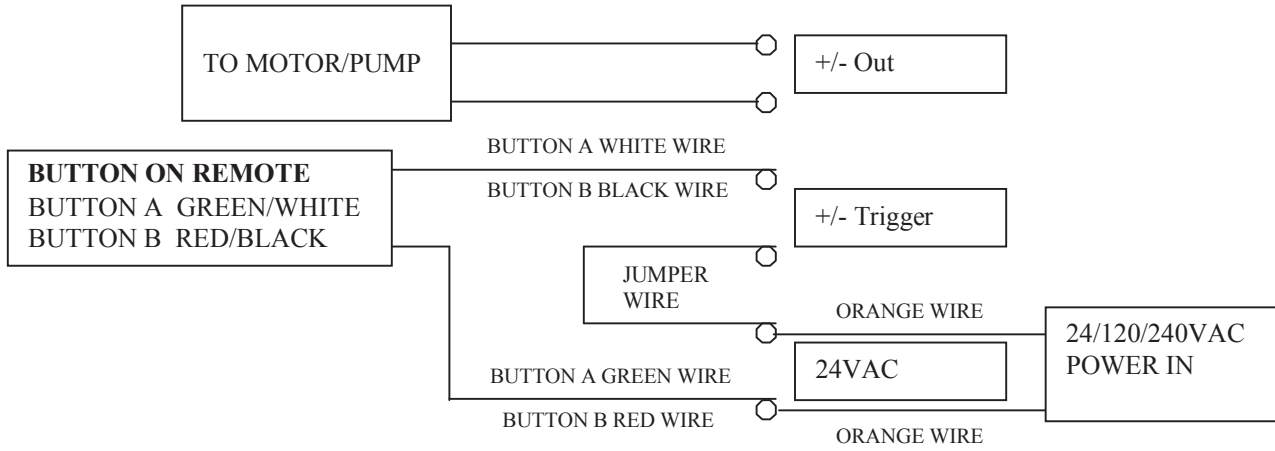 TO MOTOR/PUMP
+/- Out
BUTTON A WHITE WIRE
BUTTON B BLACK WIRE
BUTTON ON REMOTE
BUTTON A  GREEN/WHITE
BUTTON B  RED/BLACK
+/- Trigger
JUMPER
WIRE
ORANGE WIRE
24/120/240VAC
POWER IN
24VAC
BUTTON A GREEN WIRE
BUTTON B RED WIRE
ORANGE WIRE